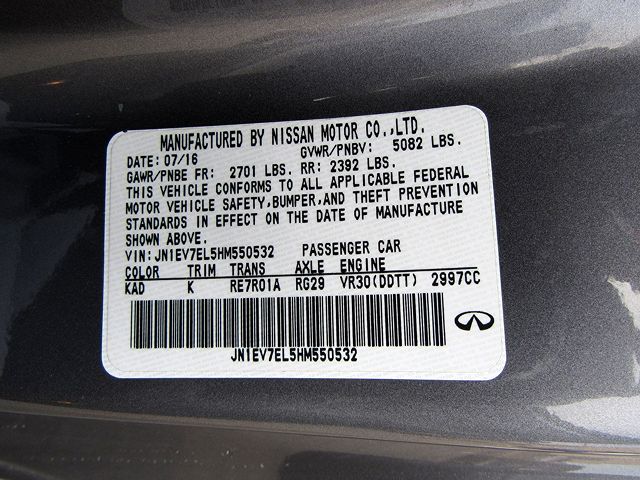 MANUFACTURED BY NISSAN MOTOR CO.,LTD.
DATE: 07/16 GVWR/PNBV: 5082 LBS.
GAWR/PNBE FR: 2701 LBS. RR: 2392 LBS.
THIS VEHICLE CONFORMS TO ALL APPLICABLE FEDERAL
MOTOR VEHICLE SAFETY,BUMPER,AND THEFT PREVENTION
STANDARDS IN EFFECT ON THE DATE OF MANUFACTURE
SHOWN ABOVE.
VIN:JN1EV7EL5HM550532 PASSENGER CAR
COLOR TRIM TRANS AXLE ENGINE
KAD K RE7R01A RG29 VR30(DDTT) 2997CC
JN1EV7EL5HM550532